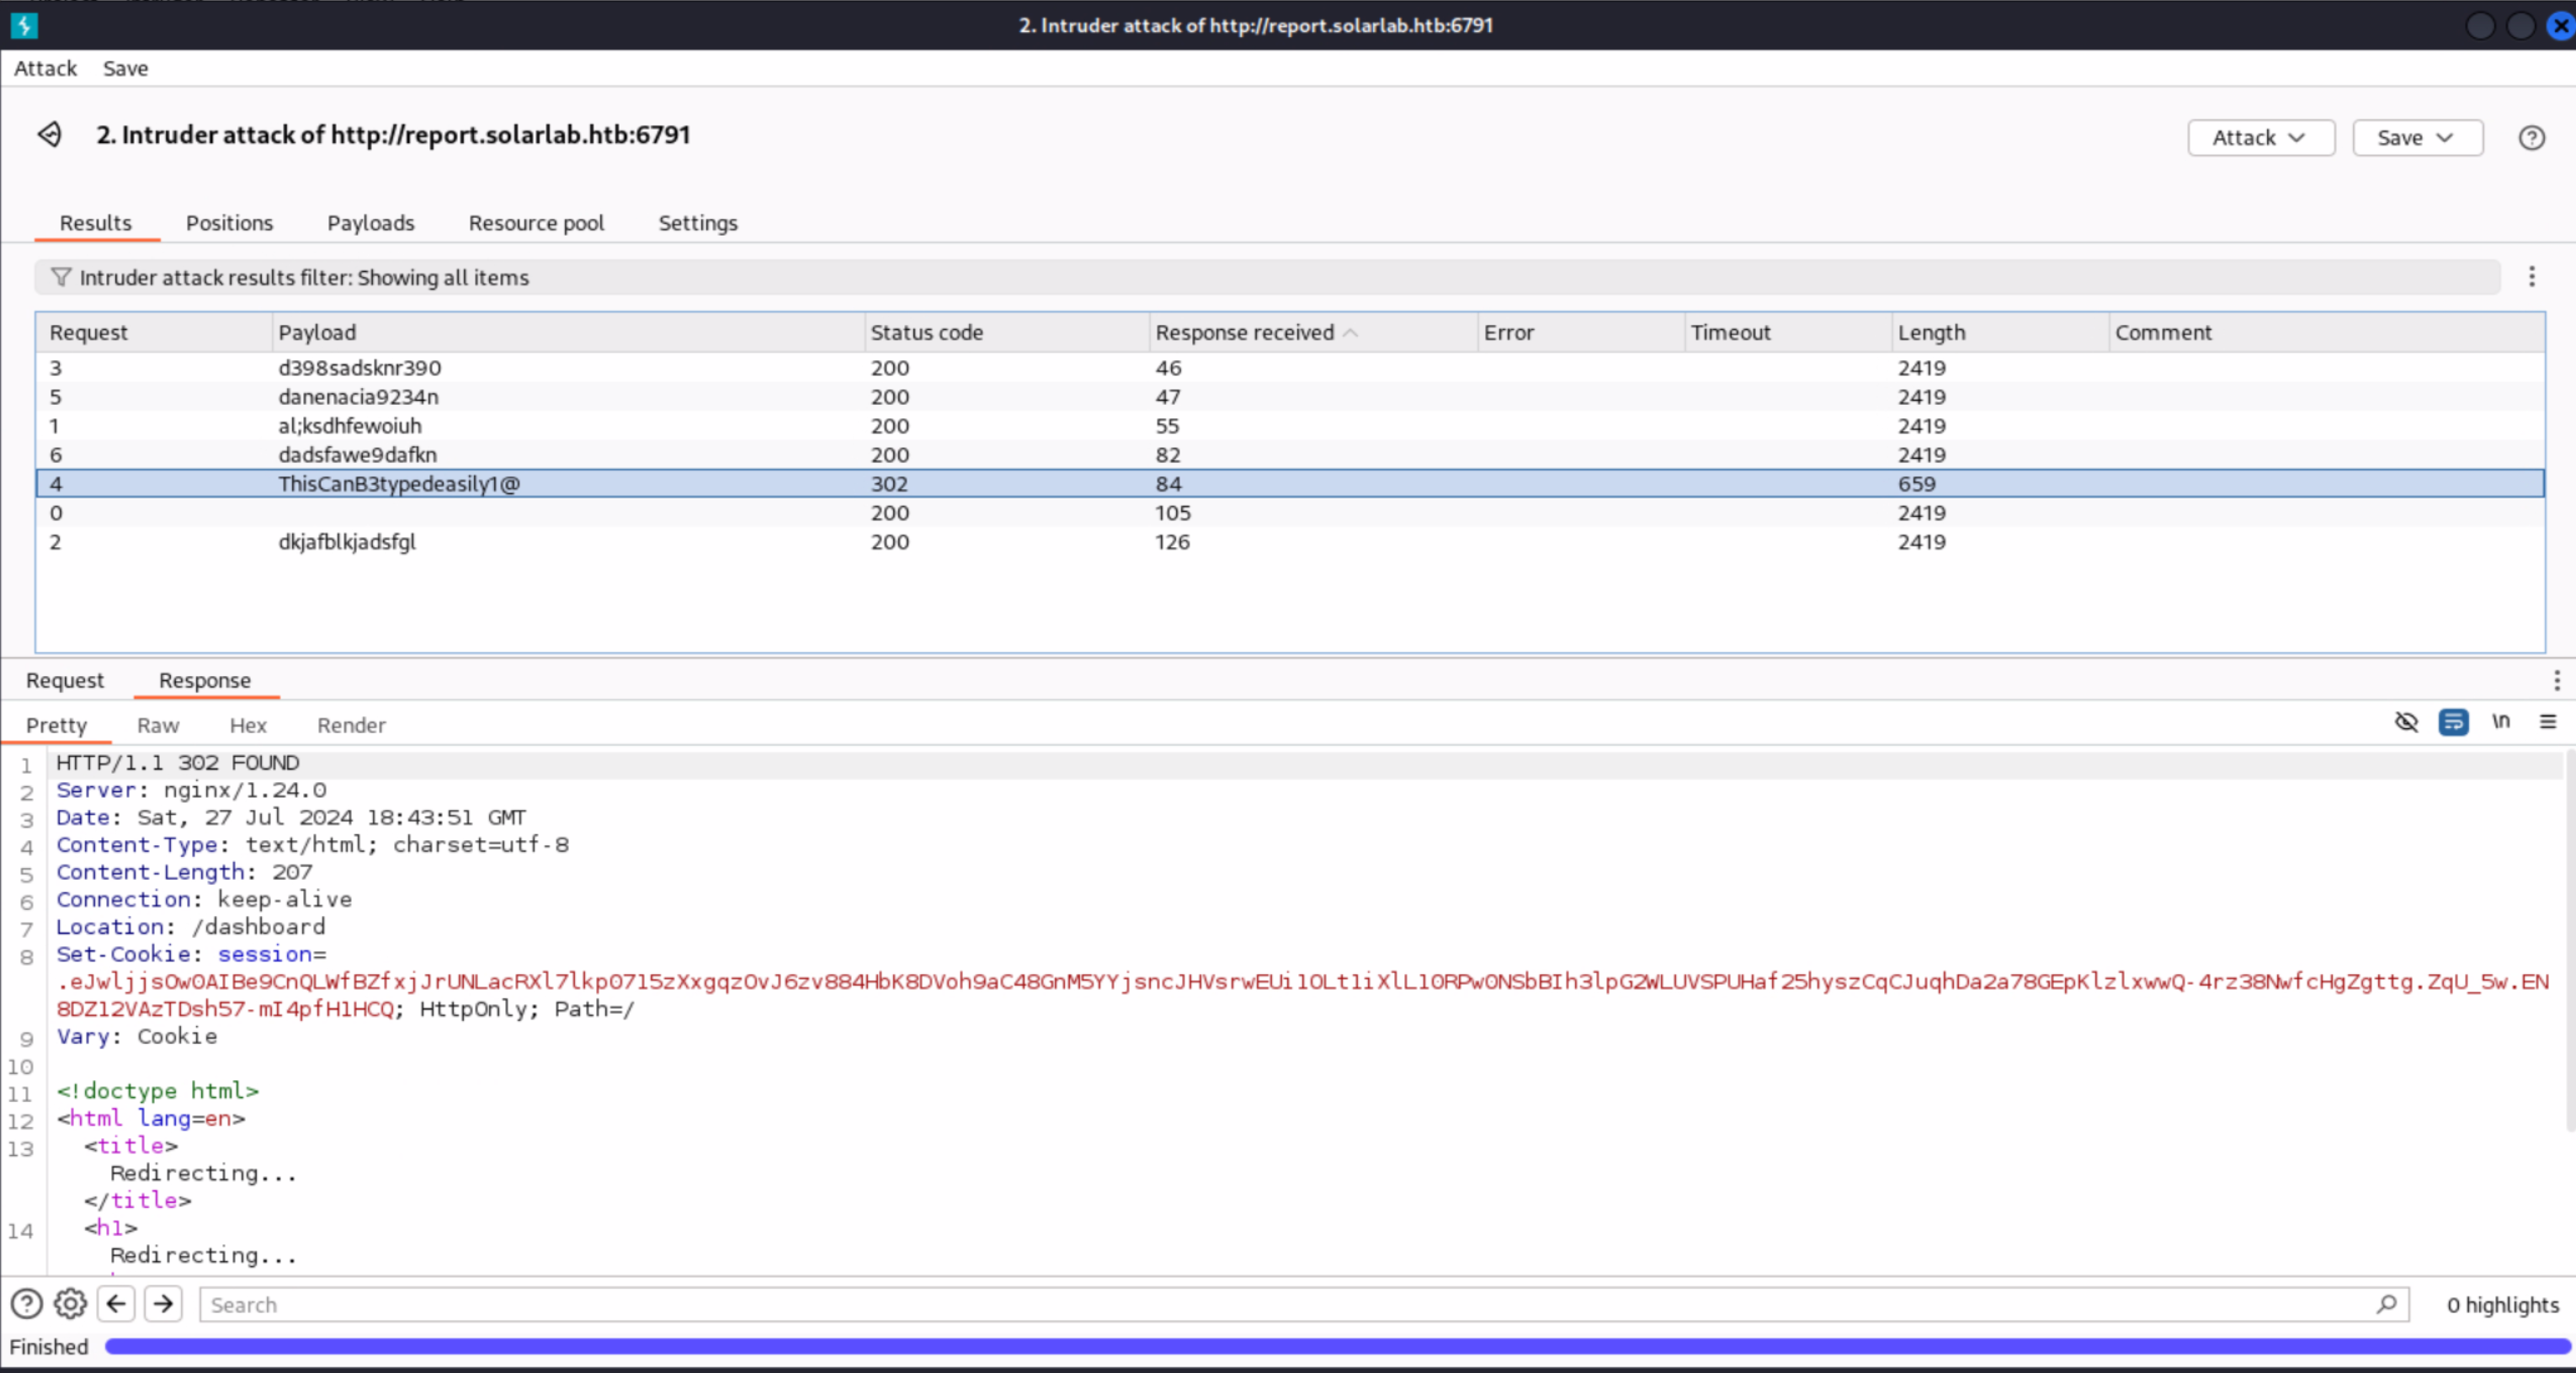 2. Intruder attack of http://report.solarlab.htb:6791
Attack Save
2. Intruder attack of http://report.solarlab.htb:6791
Attack Save
Results Positions Payloads Resource pool Settings
Intruder attack results filter: Showing all items
Request Payload Status code Response received Error Timeout Length Comment
3 d398sadsknr390 200 46 2419
5 danenacia9234n 200 47 2419
1 al;ksdhfewoiuh 200 55 2419
6 dadsfawe9dafkn 200 82 2419
4 ThisCanB3typedeasily1@ 302 84 659
0 200 105 2419
2 dkjafblkjadsfgl 200 126 2419
Request Response
Pretty Raw Hex Render \n
1 HTTP/1.1 302 FOUND
2 Server: nginx/1.24.0
3 Date: Sat, 27 Jul 2024 18:43:51 GMT
4 Content-Type: text/html; charset=utf-8
5 Content-Length: 207
6 Connection: keep-alive
7 Location: /dashboard
8 Set-Cookie: session=
.eJwljjsOw0AIBe9CnQLWfBZfxjJrUNLacRXl7lkp0715zXxgqzOvJ6zv884HbK8DVoh9aC48GnM5YYjsncJHVsrwEUi1OLt1iXlL10RPw0NSbBIh3lpG2WLUVSPUHaf25hyszCqCJuqhDa2a78GEpKlzlxwwQ-4rz38NwfcHgZgttg.ZqU_5w.EN
8DZ12VAzTDsh57-mI4pfH1HCQ; HttpOnly; Path=/
9 Vary: Cookie
10
11 <!doctype html>
12 <html lang=en>
13 <title>
Redirecting...
</title>
14 <h1>
Redirecting...
Search 0 highlights
Finished